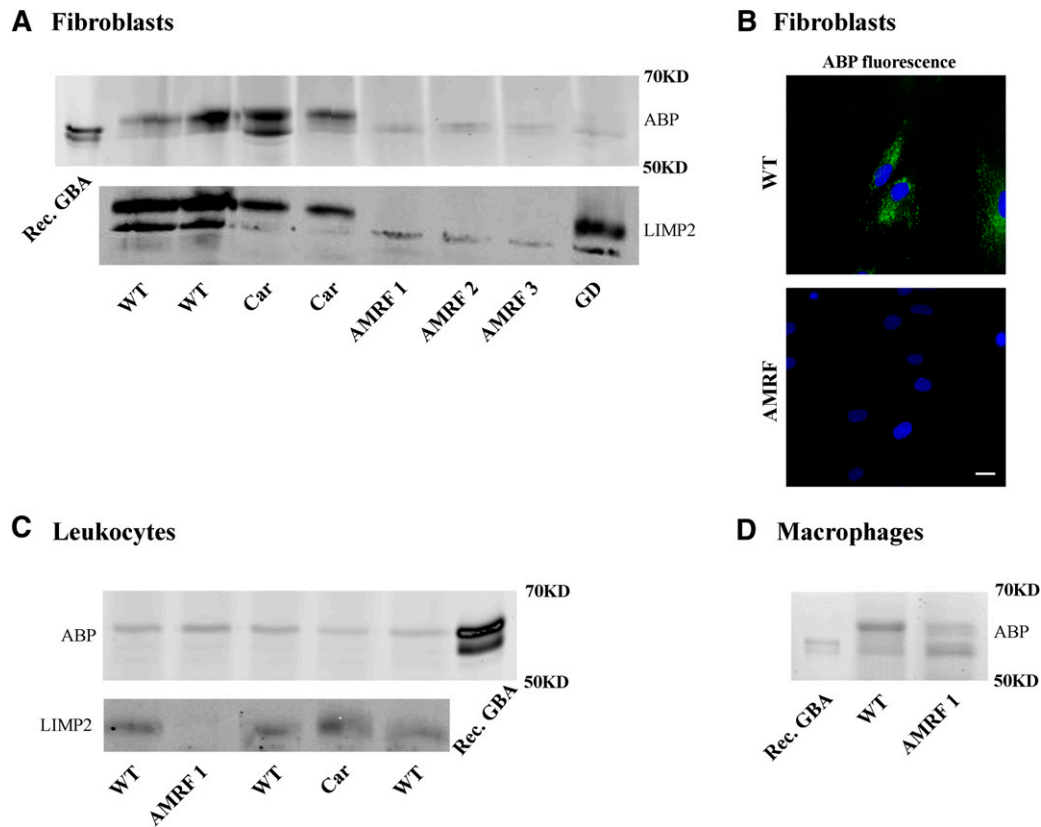 A Fibroblasts
70KD
ABP
50KD
Rec. GBA
LIMP2
WT
WT
Car
Car
AMRF 1
AMRF 2
AMRF 3
GD
B Fibroblasts
ABP fluorescence
WT
AMRF
C Leukocytes
70KD
ABP
50KD
LIMP2
Rec. GBA
WT
AMRF 1
WT
Car
WT
D Macrophages
70KD
ABP
50KD
Rec. GBA
WT
AMRF 1